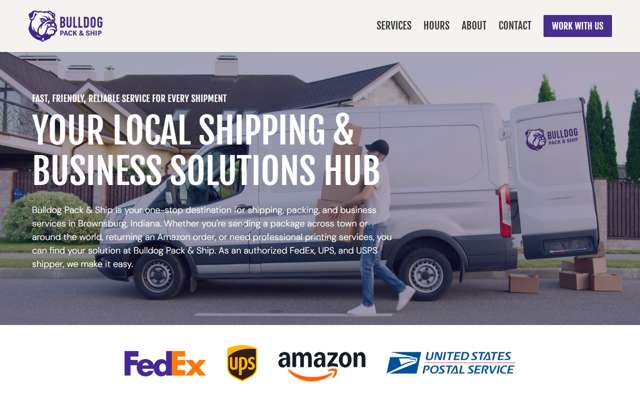 BULLDOG
PACK & SHIP
SERVICES HOURS ABOUT CONTACT WORK WITH US
FAST, FRIENDLY, RELIABLE SERVICE FOR EVERY SHIPMENT
YOUR LOCAL SHIPPING &
BUSINESS SOLUTIONS HUB
Bulldog Pack & Ship is your one-stop destination for shipping, packing, and business
services in Brownsburg, Indiana. Whether you're sending a package across town or
around the world, returning an Amazon order, or need professional printing services, you
can find your solution at Bulldog Pack & Ship. As an authorized FedEx, UPS, and USPS
shipper, we make it easy.
BULLDOG
PACK & SHIP
FedEx
ups
amazon
UNITED STATES
POSTAL SERVICE